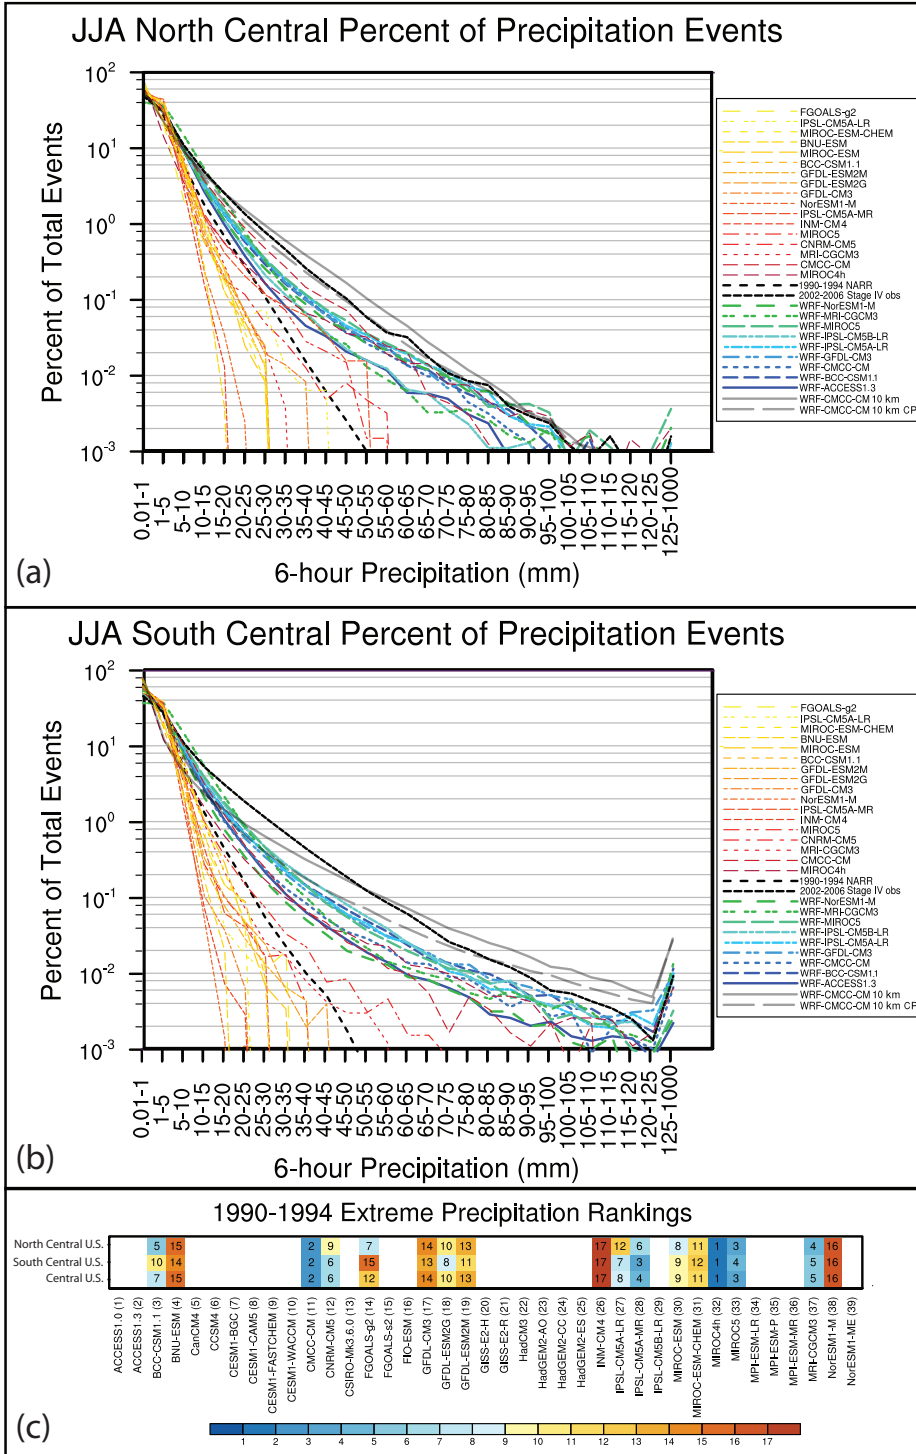 JJA North Central Percent of Precipitation Events
Percent of Total Events
10^2
10^1
10^0
10^-1
10^-2
10^-3
0.01-1
1-5
5-10
10-15
15-20
20-25
25-30
30-35
35-40
40-45
45-50
50-55
55-60
60-65
65-70
70-75
75-80
80-85
85-90
90-95
95-100
100-105
105-110
110-115
115-120
120-125
125-1000
6-hour Precipitation (mm)
FGOALS-g2
IPSL-CM5A-LR
MIROC-ESM-CHEM
BNU-ESM
MIROC-ESM
BCC-CSM1.1
GFDL-ESM2M
GFDL-ESM2G
GFDL-CM3
NorESM1-M
IPSL-CM5A-MR
INM-CM4
MIROC5
CNRM-CM5
MRI-CGCM3
CMCC-CM
MIROC4h
1990-1994 NARR
2002-2006 Stage IV obs
WRF-NorESM1-M
WRF-MRI-CGCM3
WRF-MIROC5
WRF-IPSL-CM5B-LR
WRF-IPSL-CM5A-LR
WRF-GFDL-CM3
WRF-CMCC-CM
WRF-BCC-CSM1.1
WRF-ACCESS1.3
WRF-CMCC-CM 10 km
WRF-CMCC-CM 10 km CP
(a)
JJA South Central Percent of Precipitation Events
Percent of Total Events
10^2
10^1
10^0
10^-1
10^-2
10^-3
0.01-1
1-5
5-10
10-15
15-20
20-25
25-30
30-35
35-40
40-45
45-50
50-55
55-60
60-65
65-70
70-75
75-80
80-85
85-90
90-95
95-100
100-105
105-110
110-115
115-120
120-125
125-1000
6-hour Precipitation (mm)
FGOALS-g2
IPSL-CM5A-LR
MIROC-ESM-CHEM
BNU-ESM
MIROC-ESM
BCC-CSM1.1
GFDL-ESM2M
GFDL-ESM2G
GFDL-CM3
NorESM1-M
IPSL-CM5A-MR
INM-CM4
MIROC5
CNRM-CM5
MRI-CGCM3
CMCC-CM
MIROC4h
1990-1994 NARR
2002-2006 Stage IV obs
WRF-NorESM1-M
WRF-MRI-CGCM3
WRF-MIROC5
WRF-IPSL-CM5B-LR
WRF-IPSL-CM5A-LR
WRF-GFDL-CM3
WRF-CMCC-CM
WRF-BCC-CSM1.1
WRF-ACCESS1.3
WRF-CMCC-CM 10 km
WRF-CMCC-CM 10 km CP
(b)
1990-1994 Extreme Precipitation Rankings
North Central U.S. 5 15 2 9 7 14 10 13 17 12 6 8 11 1 3 4 16
South Central U.S. 10 14 2 6 15 13 8 11 17 7 3 9 12 1 4 5 16
Central U.S. 7 15 2 6 12 14 10 13 17 8 4 9 11 1 3 5 16
ACCESS1.0 (1)
ACCESS1.3 (2)
BCC-CSM1.1 (3)
BNU-ESM (4)
CanCM4 (5)
CCSM4 (6)
CESM1-BGC (7)
CESM1-CAM5 (8)
CESM1-FASTCHEM (9)
CESM1-WACCM (10)
CMCC-CM (11)
CNRM-CM5 (12)
CSIRO-Mk3.6.0 (13)
FGOALS-g2 (14)
FGOALS-s2 (15)
FIO-ESM (16)
GFDL-CM3 (17)
GFDL-ESM2G (18)
GFDL-ESM2M (19)
GISS-E2-H (20)
GISS-E2-R (21)
HadCM3 (22)
HadGEM2-AO (23)
HadGEM2-CC (24)
HadGEM2-ES (25)
INM-CM4 (26)
IPSL-CM5A-LR (27)
IPSL-CM5A-MR (28)
IPSL-CM5B-LR (29)
MIROC-ESM (30)
MIROC-ESM-CHEM (31)
MIROC4h (32)
MIROC5 (33)
MPI-ESM-LR (34)
MPI-ESM-P (35)
MPI-ESM-MR (36)
MRI-CGCM3 (37)
NorESM1-M (38)
NorESM1-ME (39)
1 2 3 4 5 6 7 8 9 10 11 12 13 14 15 16 17
(c)